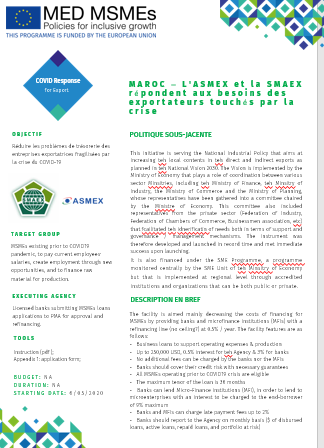 MED MSMEs
Policies for inclusive growth
THIS PROGRAMME IS FUNDED BY THE EUROPEAN UNION
COVID Response
for Export
MAROC – L'ASMEX et la SMAEX
répondent aux besoins des
exportateurs touchés par la
crise
OBJECTIF
Réduire les problèmes de trésorerie des
entreprises exportatrices fragilisées par
la crise du COVID-19
ASMEX
TARGET GROUP
MSMEs existing prior to COVID19
pandemic, to pay current employees
salaries, create employment through new
opportunities, and to finance raw
material for production.
EXECUTING AGENCY
Licensed banks submitting MSMEs loans
applications to PMA for approval and
refinancing.
TOOLS
Instruction (pdf);
Appendix 1: application form;
BUDGET: NA
DURATION: NA
STARTING DATE: 6/05/2020
POLITIQUE SOUS-JACENTE
This initiative is serving the National Industrial Policy that aims at
increasing teh local contents in teh direct and indirect exports as
planned in teh National Vision 2030. The Vision is implemented by the
Ministry of Economy that plays a role of coordination between various
sector Ministries, including teh Ministry of Finance, teh Ministry of
Industry, the Ministry of Commerce and the Ministry of Planning,
whose representatives have been gathered into a committee chaired
by the Ministre of Economy. This committee also included
representatives from the private sector (Federation of Industry,
Federation of Chambers of Commerce, Businessmen association, etc)
that facilitated teh identification of needs both in terms of support and
governance / management mechanisms. The instrument was
therefore developed and launched in record time and met immediate
success upon launching.
It is also financed under the SME Programme, a programme
monitored centrally by the SME Unit of teh Ministry of Economy
but that is implemented at regional level through accredited
institutions and organizations that can be both public or private.
DESCRIPTION EN BREF
The facility is aimed mainly decreasing the costs of financing for
MSMEs by providing banks and microfinance institutions (MFIs) with a
refinancing line (no ceiling?) at 0.5% / year. The facility features are as
follows:
- Business loans to support operating expenses & production
- Up to 150,000 USD, 0.5% interest for teh Agency & 3% for banks
- No additional fees can be charged by the banks nor the MFIs
- Banks should cover their credit risk with necessary guarantees
- All MSMEs operating prior to COVID19 crisis are eligible
- The maximum tenor of the loan is 36 months
- Banks can lend Micro-finance Institutions (MFI), in order to lend to
microenterprises with an interest to be charged to the end-borrower
of 9% maximum
- Banks and MFIs can charge late payment fees up to 2%
- Banks should report to the Agency on monthly basis (5 of disbursed
loans, active loans, repaid loans, and portfolio at risk)